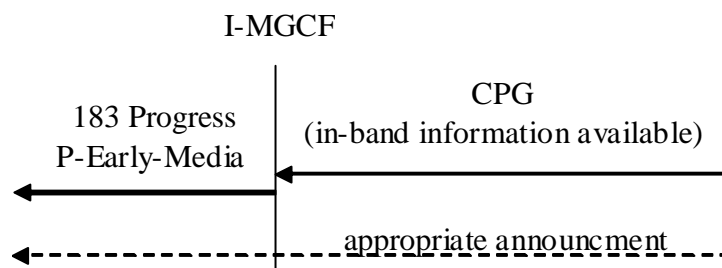 I-MGCF
183 Progress
P-Early-Media
CPG
(in-band information available)
appropriate announcment